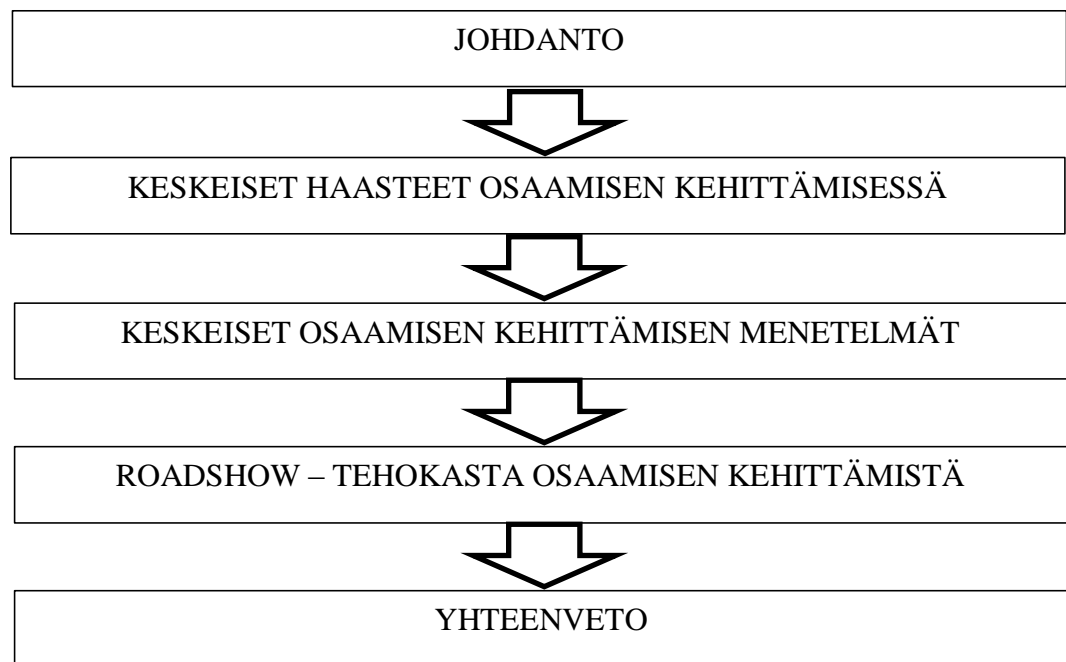 JOHDANTO
KESKEISET HAASTEET OSAAMISEN KEHITTÄMISESSÄ
KESKEISET OSAAMISEN KEHITTÄMISEN MENETELMÄT
ROADSHOW – TEHOKASTA OSAAMISEN KEHITTÄMISTÄ
YHTEENVETO